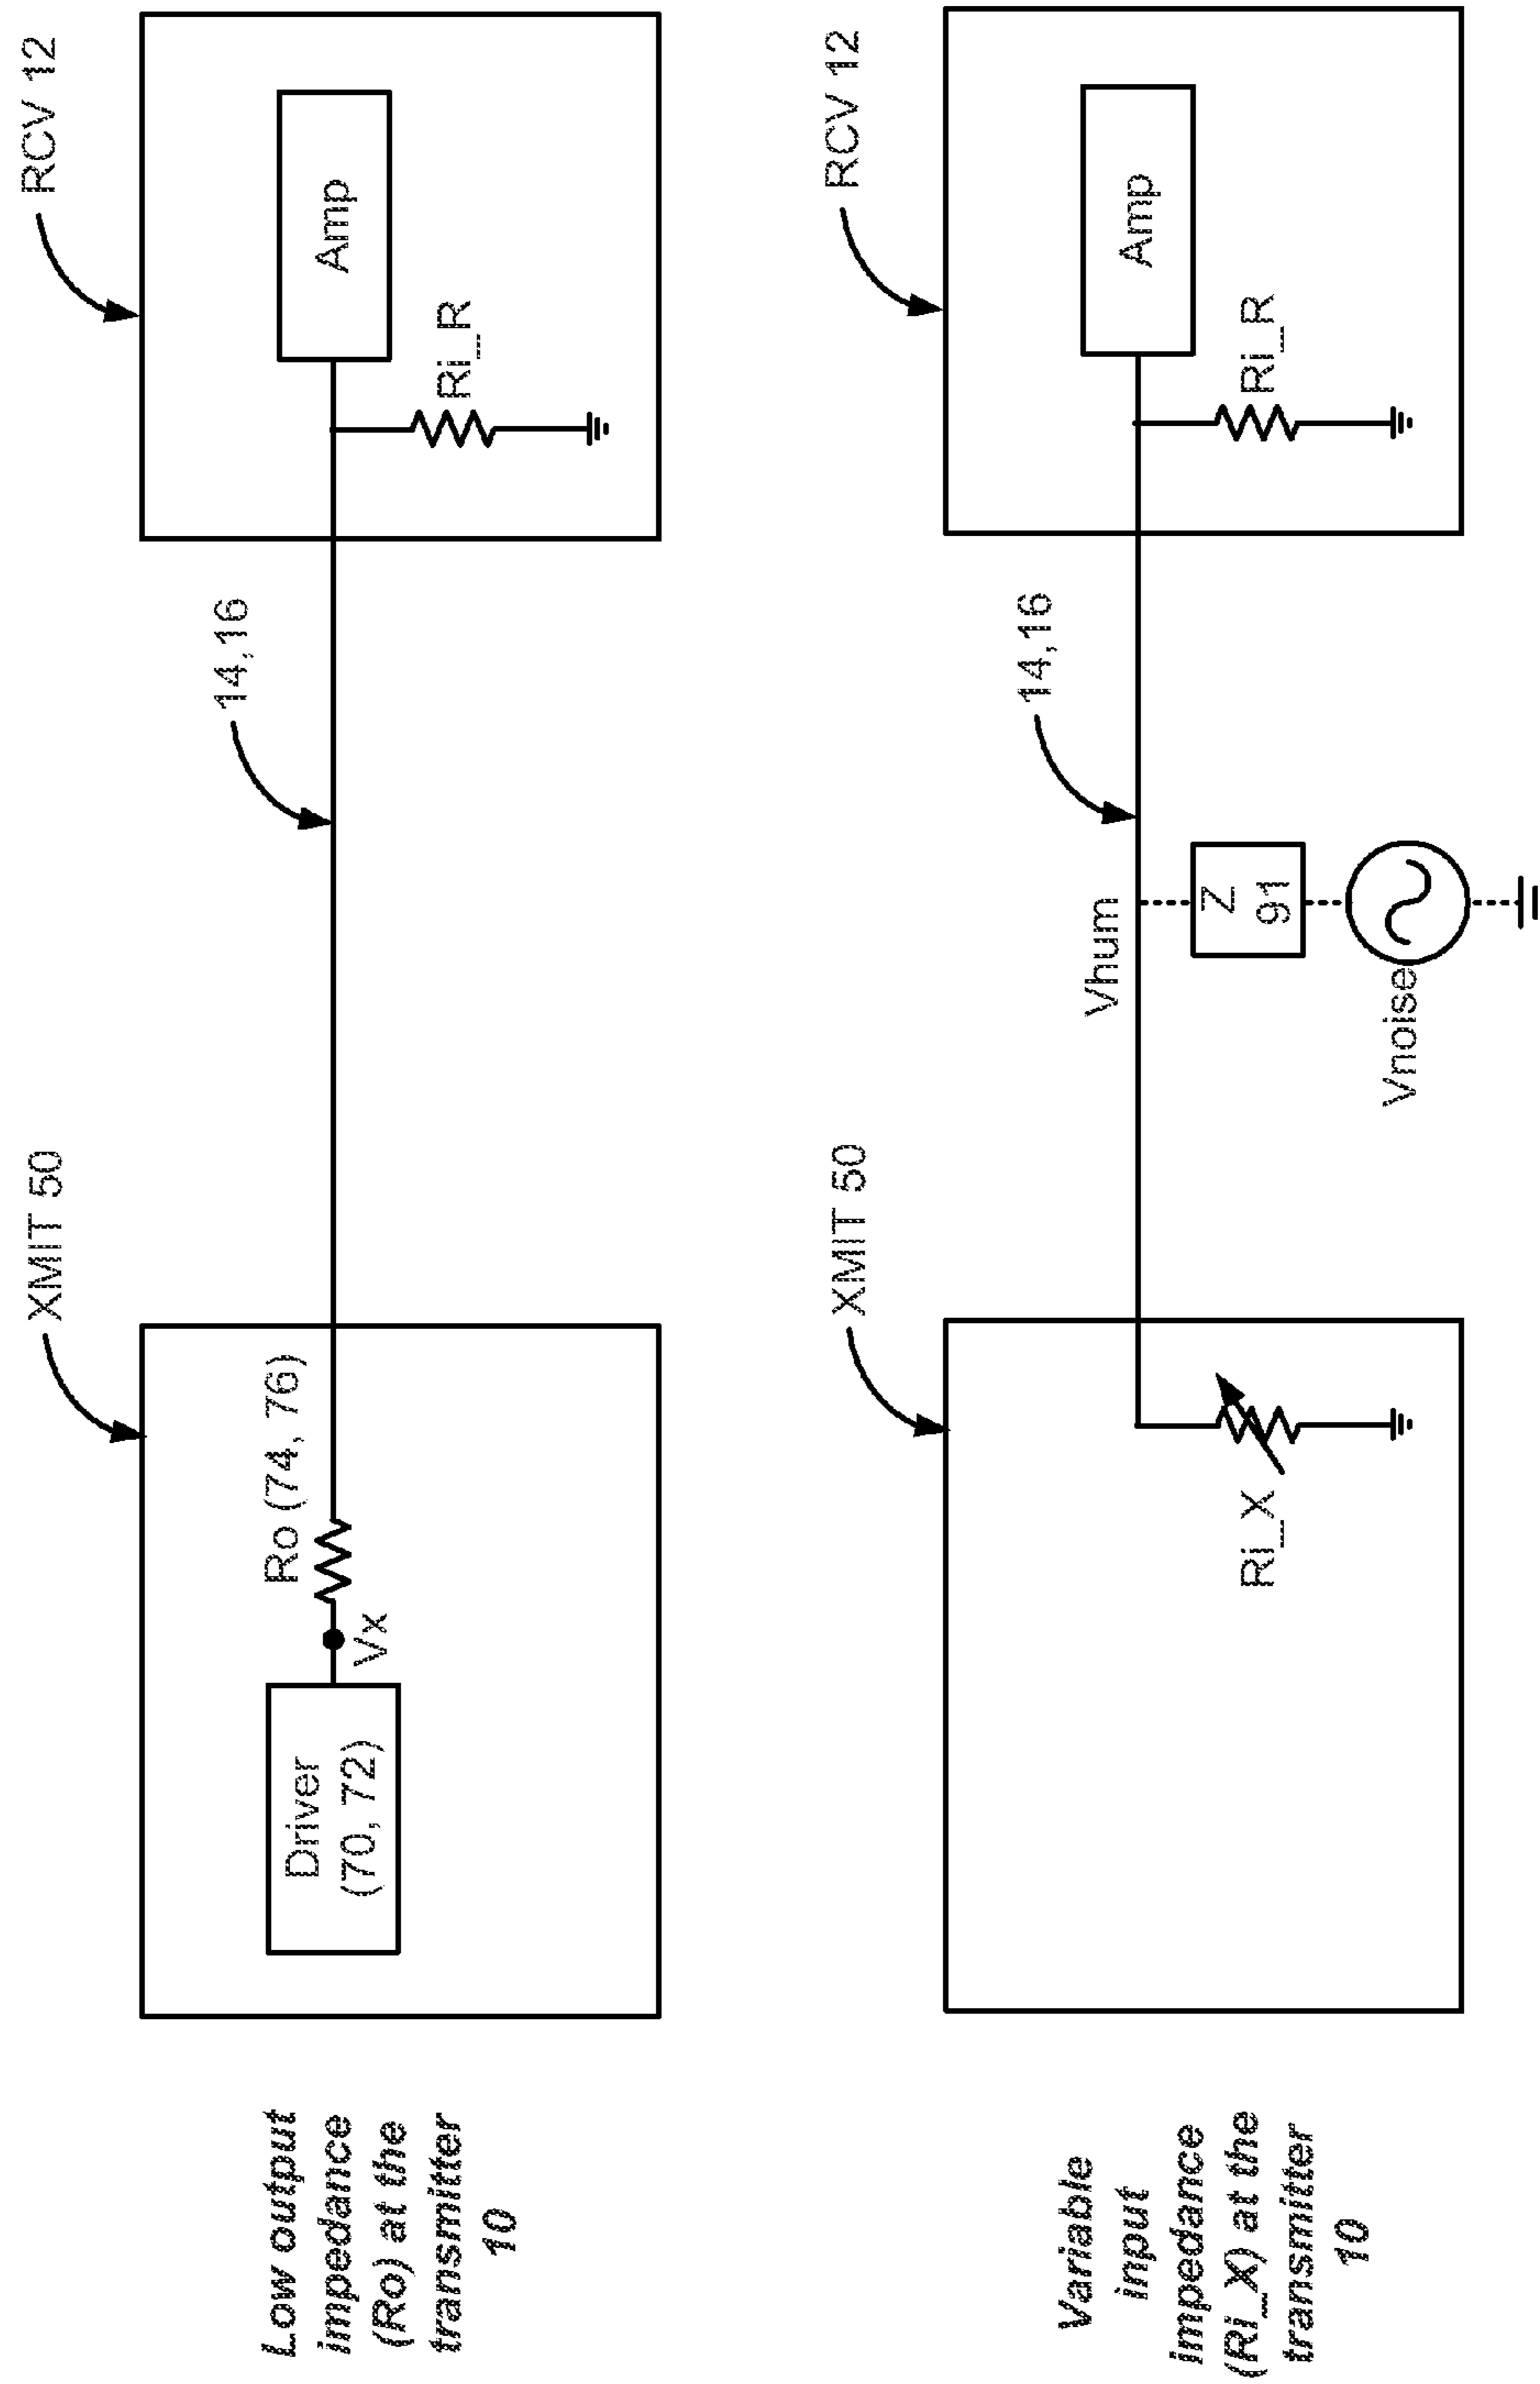 Low output
impedance
(Ro) at the
transmitter
10
XMIT 50
Driver
(70, 72)
Vx
Ro (74, 76)
14,16
RCV 12
Amp
Ri_R
Variable
input
impedance
(Ri_X) at the
transmitter
10
XMIT 50
Ri_X
Vhum
Z
91
Vnoise
14,16
RCV 12
Amp
Ri_R